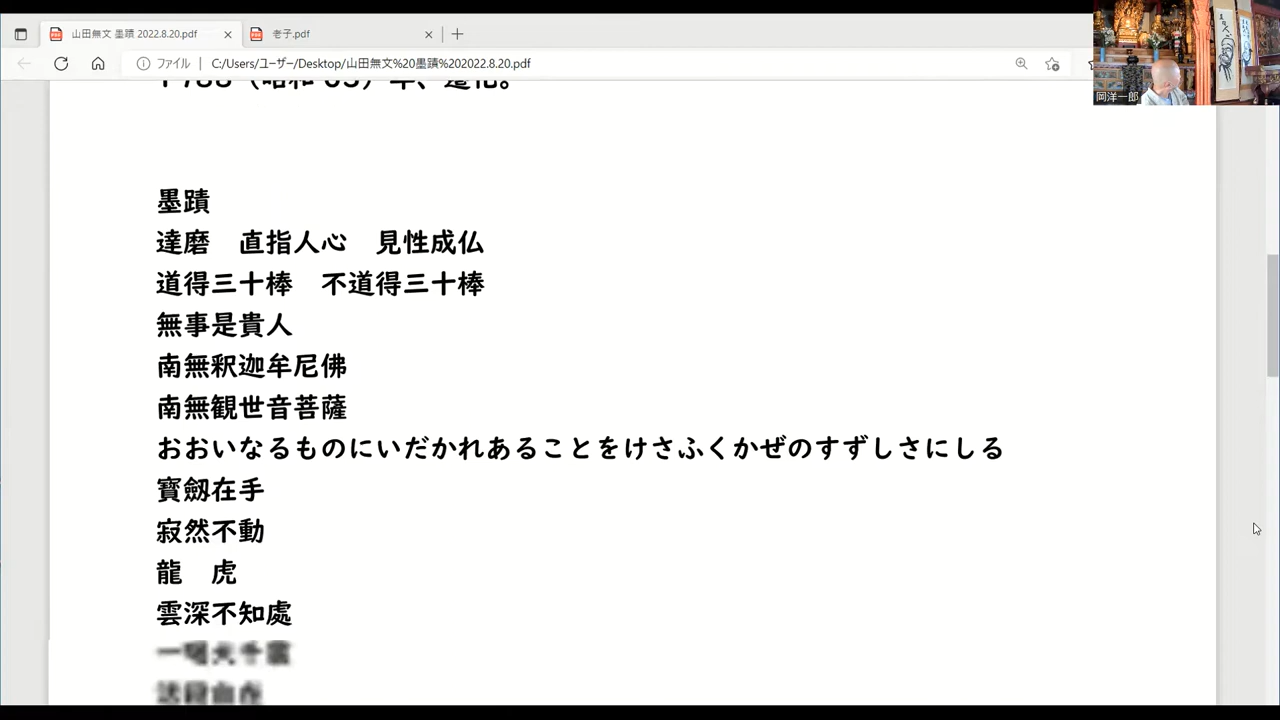 山田無文 墨蹟 2022.8.20.pdf
老子.pdf
ファイル
C:/Users/ユーザー/Desktop/山田無文%20墨蹟%202022.8.20.pdf
岡洋一郎
墨蹟
達磨　直指人心　見性成仏
道得三十棒　不道得三十棒
無事是貴人
南無釈迦牟尼佛
南無観世音菩薩
おおいなるものにいだかれあることをけさふくかぜのすずしさにしる
寳劔在手
寂然不動
龍　虎
雲深不知處